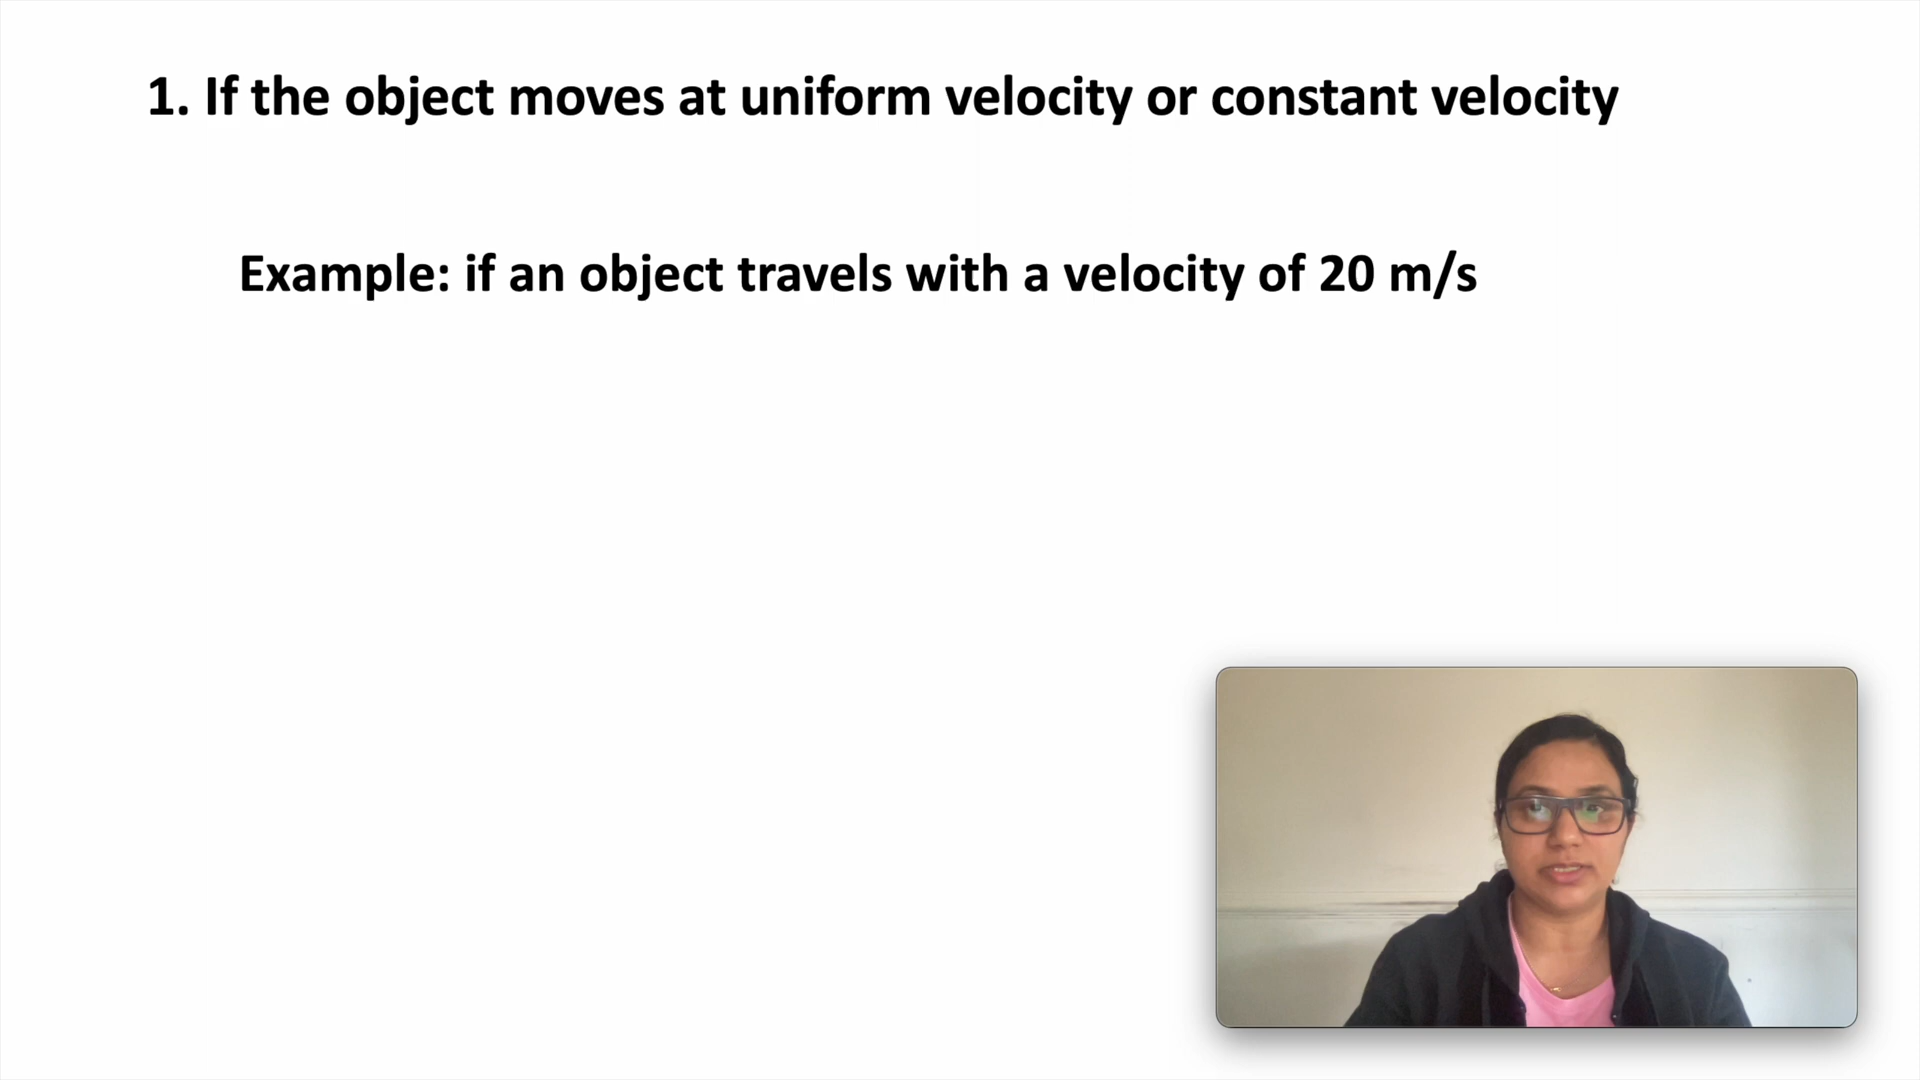 1. If the object moves at uniform velocity or constant velocity
Example: if an object travels with a velocity of 20 m/s